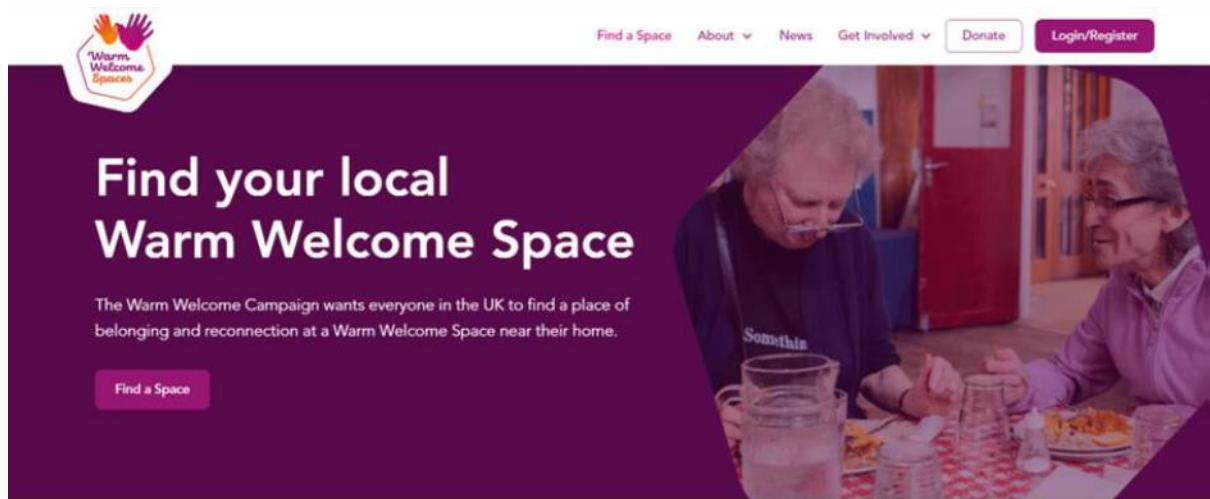 Warm
Welcome
Spaces
Find a Space About News Get Involved Donate Login/Register
Find your local
Warm Welcome Space
The Warm Welcome Campaign wants everyone in the UK to find a place of
belonging and reconnection at a Warm Welcome Space near their home.
Find a Space
Somethin